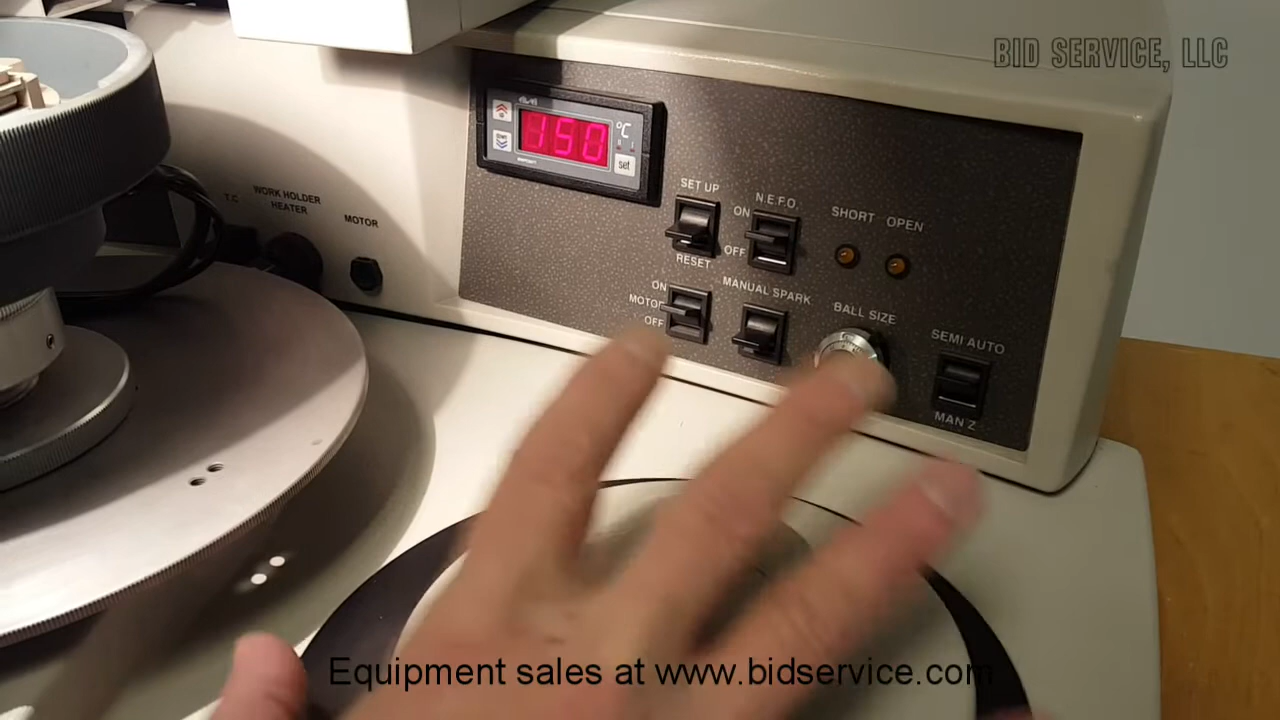 BID SERVICE, LLC
150
°C
set
SET UP
RESET
N.E.F.O.
ON
OFF
SHORT
OPEN
T.C
WORK HOLDER
HEATER
MOTOR
ON
MOTOR
OFF
MANUAL SPARK
BALL SIZE
SEMI AUTO
MAN Z
Equipment sales at www.bidservice.com